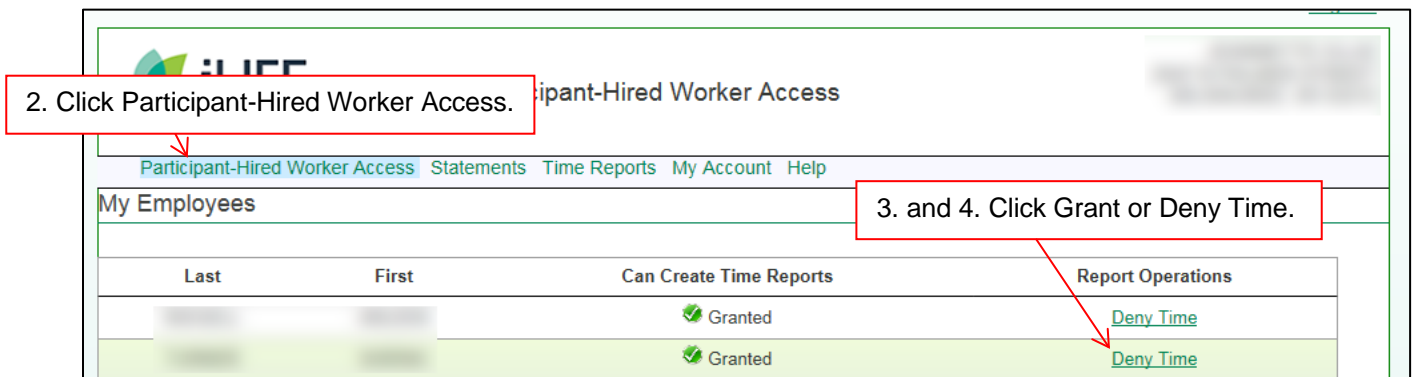 iLIFE
2. Click Participant-Hired Worker Access.
cipant-Hired Worker Access
Participant-Hired Worker Access Statements Time Reports My Account Help
My Employees
3. and 4. Click Grant or Deny Time.
Last First Can Create Time Reports Report Operations
Granted Deny Time
Granted Deny Time